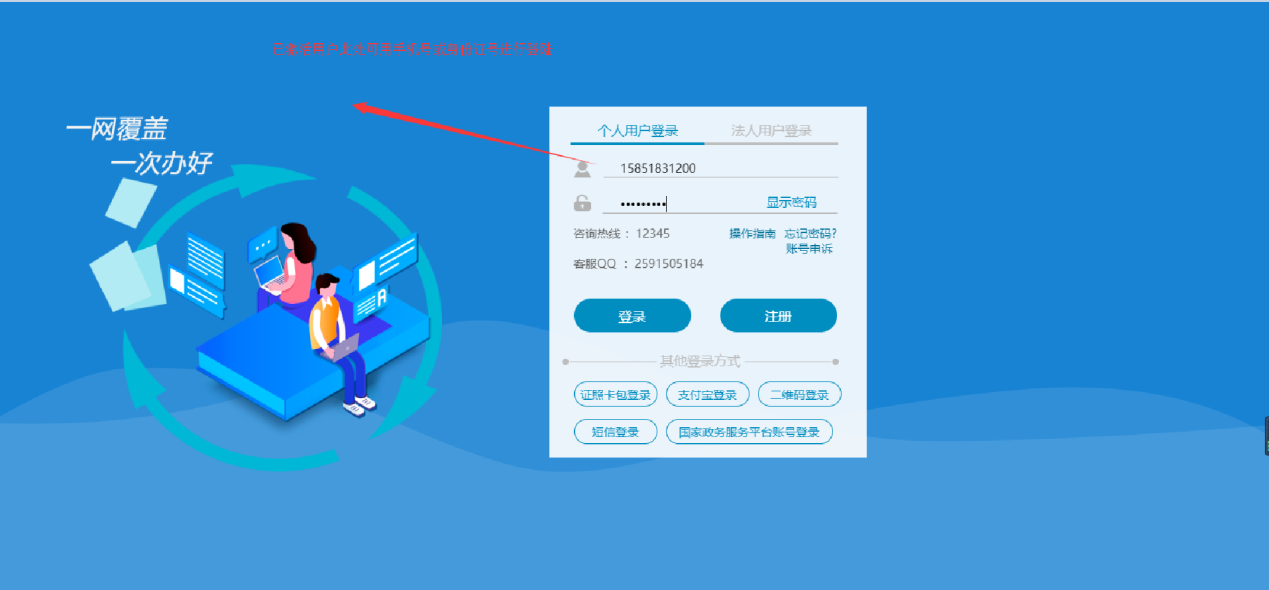 一网覆盖
一次办好
个人用户登录
法人用户登录
15851831200
显示密码
咨询热线： 12345
操作指南 忘记密码?
账号申诉
客服QQ ：2591505184
登录
注册
其他登录方式
证照卡包登录
支付宝登录
二维码登录
短信登录
国家政务服务平台账号登录